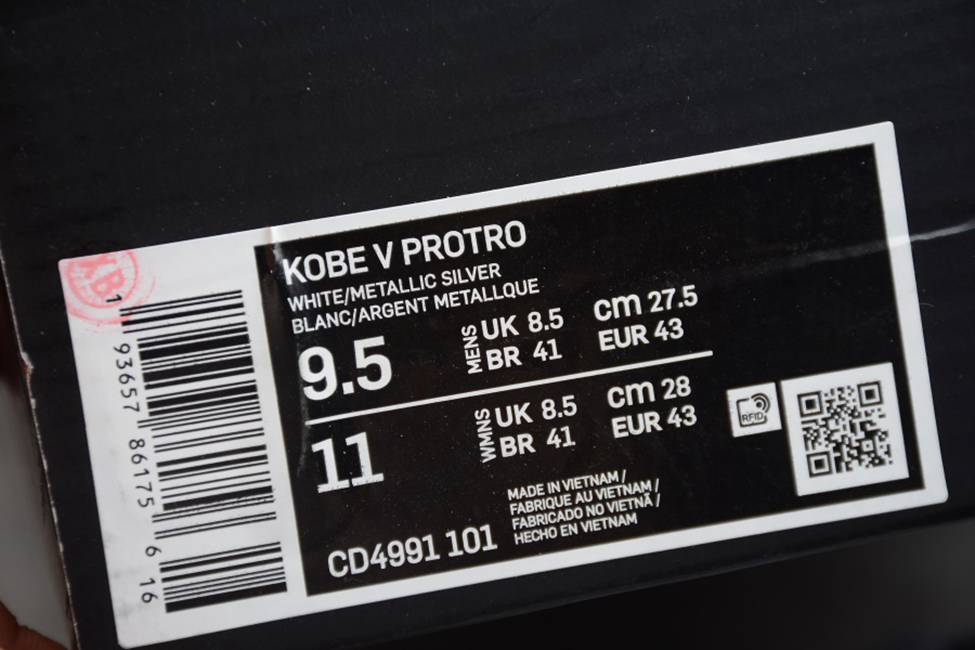 KOBE V PROTRO
WHITE/METALLIC SILVER
BLANC/ARGENT METALLQUE
9.5
MENS
UK 8.5
BR 41
cm 27.5
EUR 43
11
WMNS
UK 8.5
BR 41
cm 28
EUR 43
RFID
MADE IN VIETNAM /
FABRIQUE AU VIETNAM /
FABRICADO NO VIETNÃ /
HECHO EN VIETNAM
CD4991 101
XB
1 93657 86175 6 16